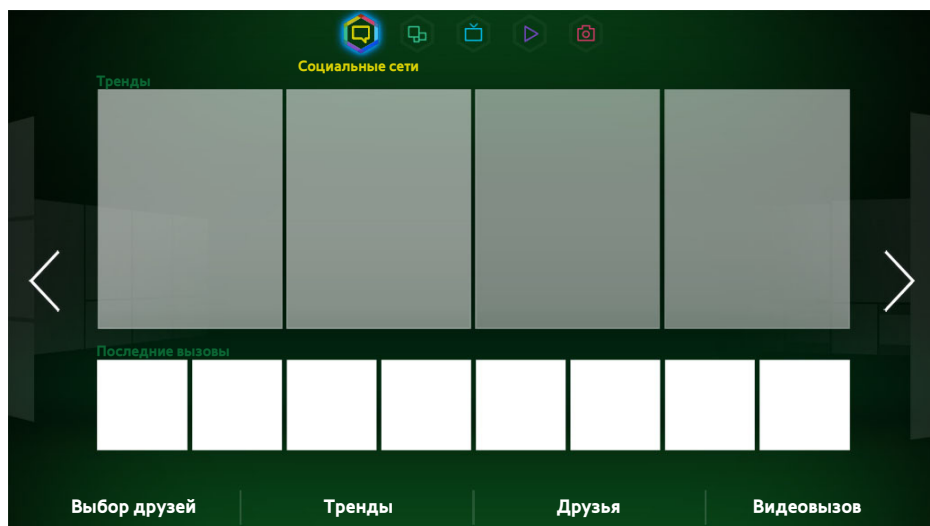 Социальные сети
Тренды
Последние вызовы
Выбор друзей
Тренды
Друзья
Видеовызов